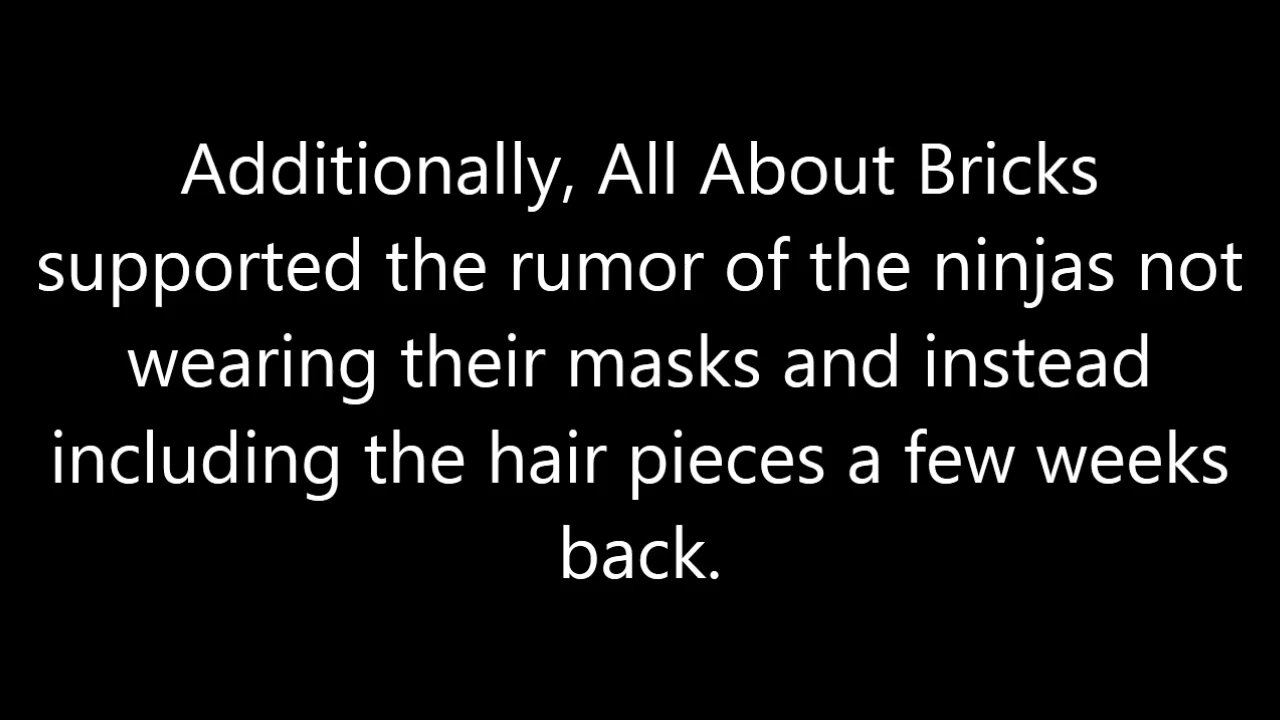 Additionally, All About Bricks
supported the rumor of the ninjas not
wearing their masks and instead
including the hair pieces a few weeks
back.